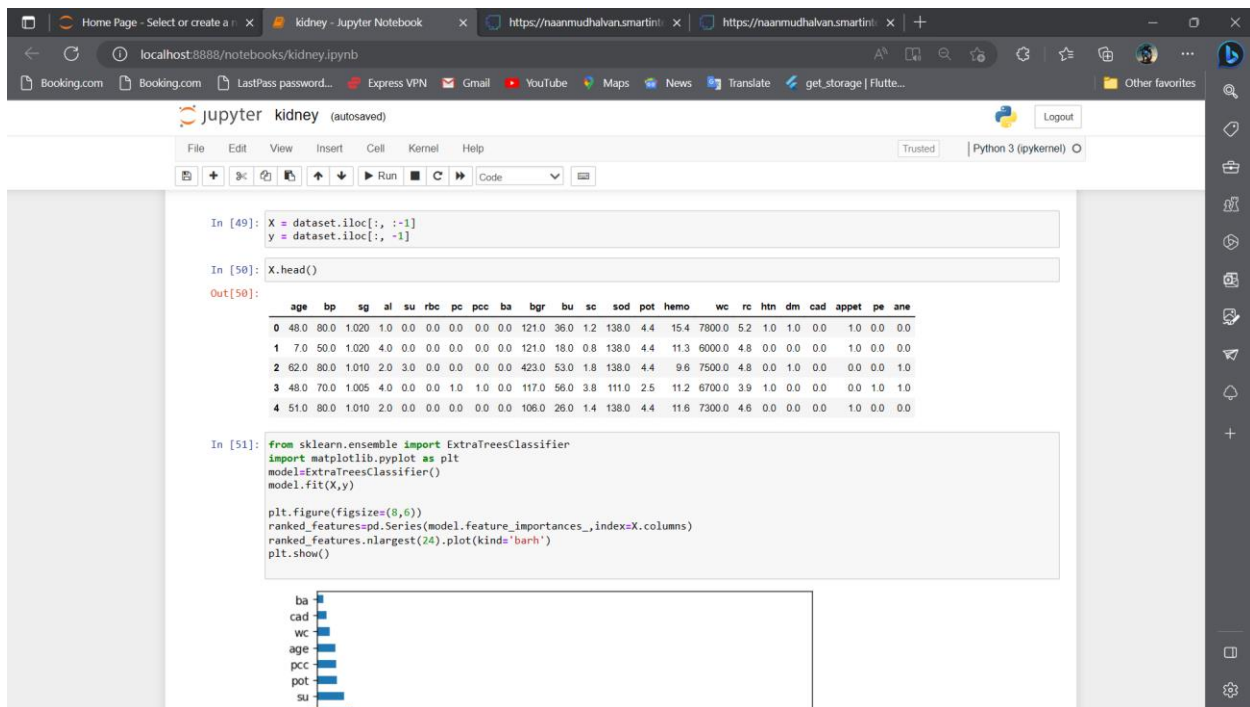 Home Page - Select or create a n
kidney - Jupyter Notebook
https://naanmudhalvan.smartinte
https://naanmudhalvan.smartinte
localhost:8888/notebooks/kidney.ipynb
Booking.com Booking.com LastPass password... Express VPN Gmail YouTube Maps News Translate get_storage | Flutte... Other favorites
jupyter kidney (autosaved) Logout
File Edit View Insert Cell Kernel Help Trusted Python 3 (ipykernel)
Run Code
In [49]: X = dataset.iloc[:, :-1]
y = dataset.iloc[:, -1]
In [50]: X.head()
Out[50]:
age bp sg al su rbc pc pcc ba bgr bu sc sod pot hemo wc rc htn dm cad appet pe ane
0 48.0 80.0 1.020 1.0 0.0 0.0 0.0 0.0 0.0 121.0 36.0 1.2 138.0 4.4 15.4 7800.0 5.2 1.0 1.0 0.0 1.0 0.0 0.0
1 7.0 50.0 1.020 4.0 0.0 0.0 0.0 0.0 0.0 121.0 18.0 0.8 138.0 4.4 11.3 6000.0 4.8 0.0 0.0 0.0 1.0 0.0 0.0
2 62.0 80.0 1.010 2.0 3.0 0.0 0.0 0.0 0.0 423.0 53.0 1.8 138.0 4.4 9.6 7500.0 4.8 0.0 1.0 0.0 0.0 0.0 1.0
3 48.0 70.0 1.005 4.0 0.0 0.0 1.0 1.0 0.0 117.0 56.0 3.8 111.0 2.5 11.2 6700.0 3.9 1.0 0.0 0.0 0.0 1.0 1.0
4 51.0 80.0 1.010 2.0 0.0 0.0 0.0 0.0 0.0 106.0 26.0 1.4 138.0 4.4 11.6 7300.0 4.6 0.0 0.0 0.0 1.0 0.0 0.0
In [51]: from sklearn.ensemble import ExtraTreesClassifier
import matplotlib.pyplot as plt
model=ExtraTreesClassifier()
model.fit(X,y)
plt.figure(figsize=(8,6))
ranked_features=pd.Series(model.feature_importances_,index=X.columns)
ranked_features.nlargest(24).plot(kind='barh')
plt.show()
ba
cad
wc
age
pcc
pot
su